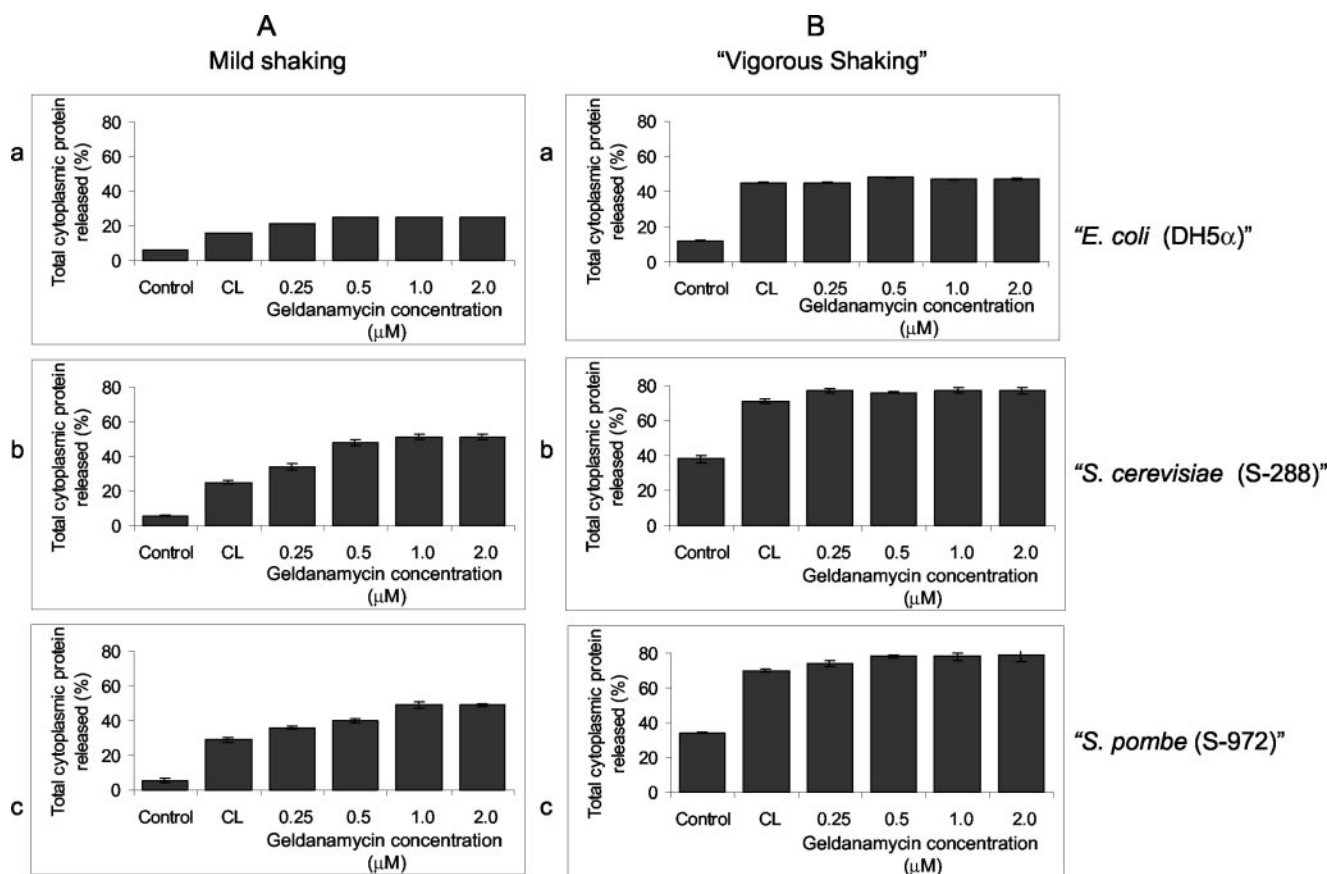 A
Mild shaking
a
Total cytoplasmic protein
released (%)
80
60
40
20
0
Control CL 0.25 0.5 1.0 2.0
Geldanamycin concentration
(μM)
b
Total cytoplasmic protein
released (%)
80
60
40
20
0
Control CL 0.25 0.5 1.0 2.0
Geldanamycin concentration
(μM)
c
Total cytoplasmic protein
released (%)
80
60
40
20
0
Control CL 0.25 0.5 1.0 2.0
Geldanamycin concentration
(μM)
B
“Vigorous Shaking”
a
Total cytoplasmic protein
released (%)
80
60
40
20
0
Control CL 0.25 0.5 1.0 2.0
Geldanamycin concentration
(μM)
“E. coli (DH5α)”
b
Total cytoplasmic protein
released (%)
80
60
40
20
0
Control CL 0.25 0.5 1.0 2.0
Geldanamycin concentration
(μM)
“S. cerevisiae (S-288)”
c
Total cytoplasmic protein
released (%)
80
60
40
20
0
Control CL 0.25 0.5 1.0 2.0
Geldanamycin concentration
(μM)
“S. pombe (S-972)”